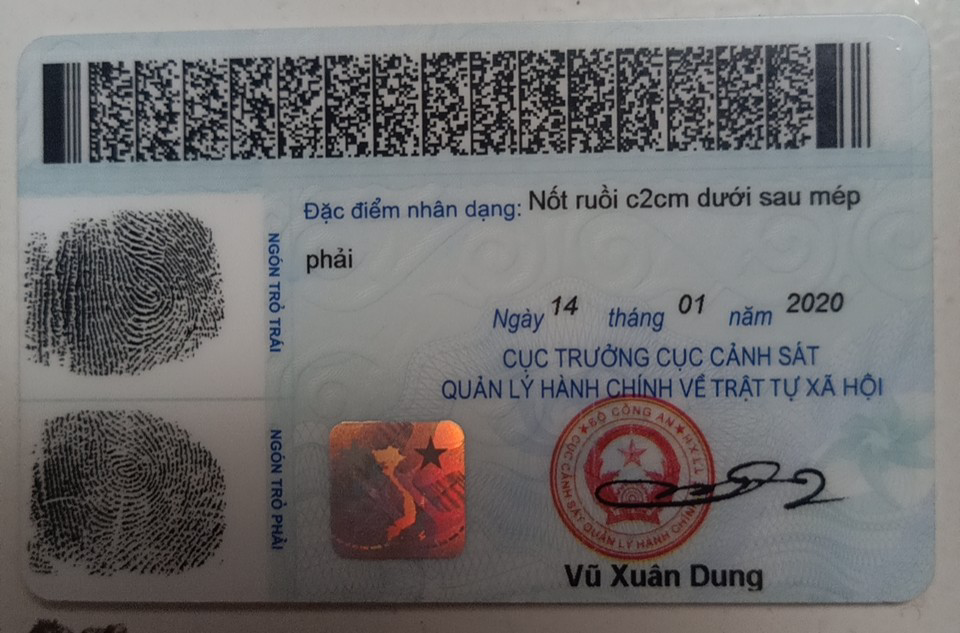 Đặc điểm nhân dạng: Nốt ruồi c2cm dưới sau mép
phải
NGÓN TRỎ TRÁI
NGÓN TRỎ PHẢI
Ngày 14 tháng 01 năm 2020
CỤC TRƯỞNG CỤC CẢNH SÁT
QUẢN LÝ HÀNH CHÍNH VỀ TRẬT TỰ XÃ HỘI
BỘ CÔNG AN
CỤC CẢNH SÁT QUẢN LÝ HÀNH CHÍNH
TTXH
Vũ Xuân Dung